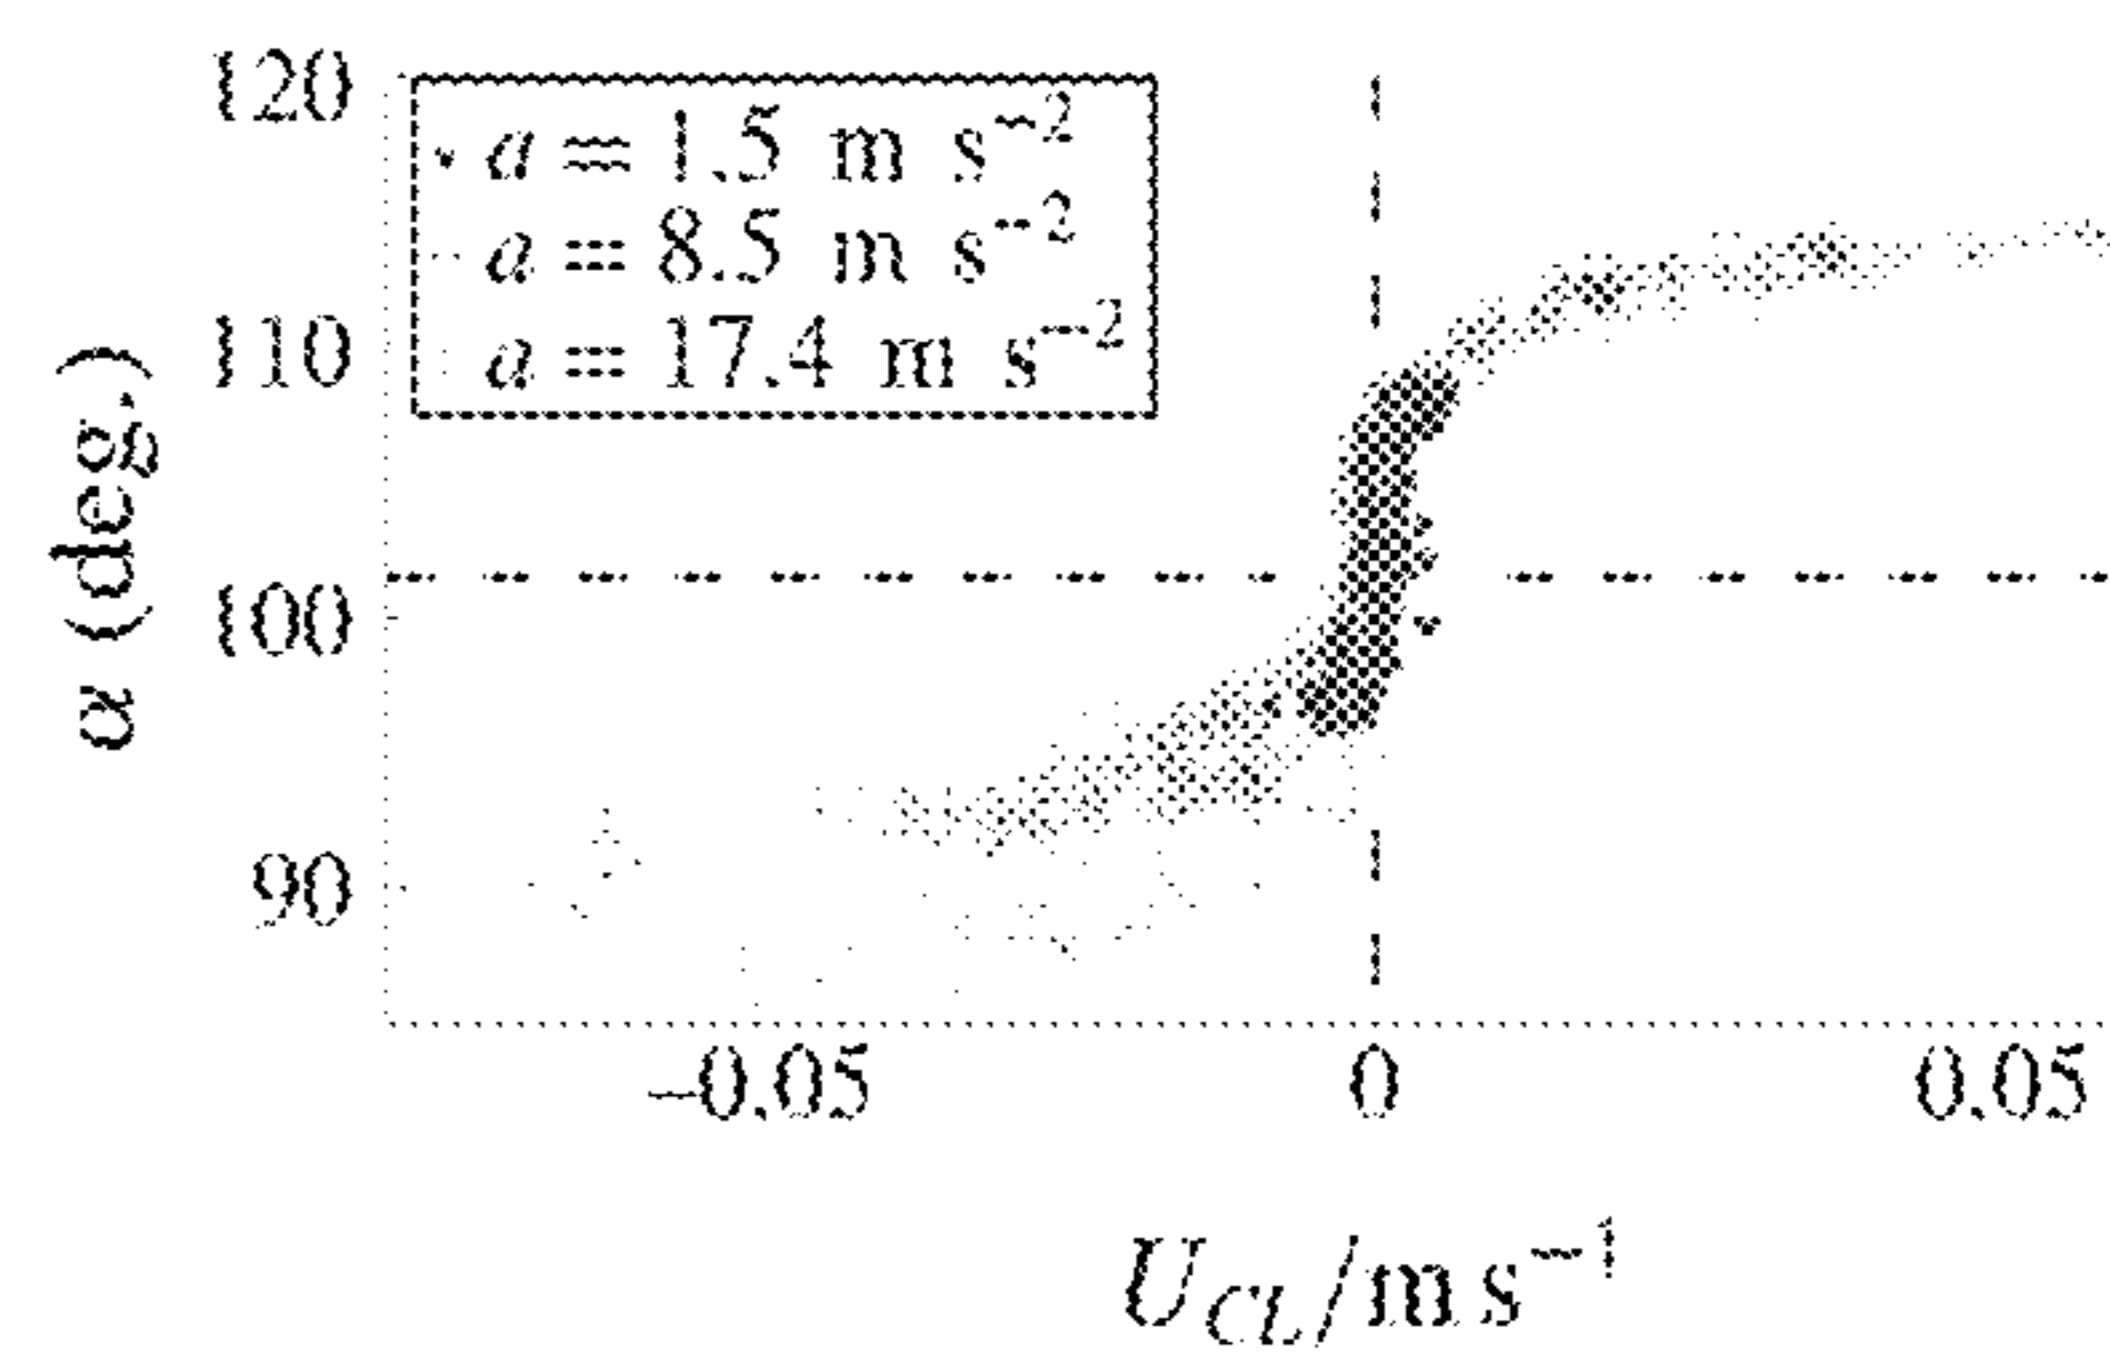 120
a = 1.5 m s⁻²
a = 8.5 m s⁻²
110
a = 17.4 m s⁻²
α (deg.)
100
90
−0.05 0 0.05
U_CL/m s⁻¹